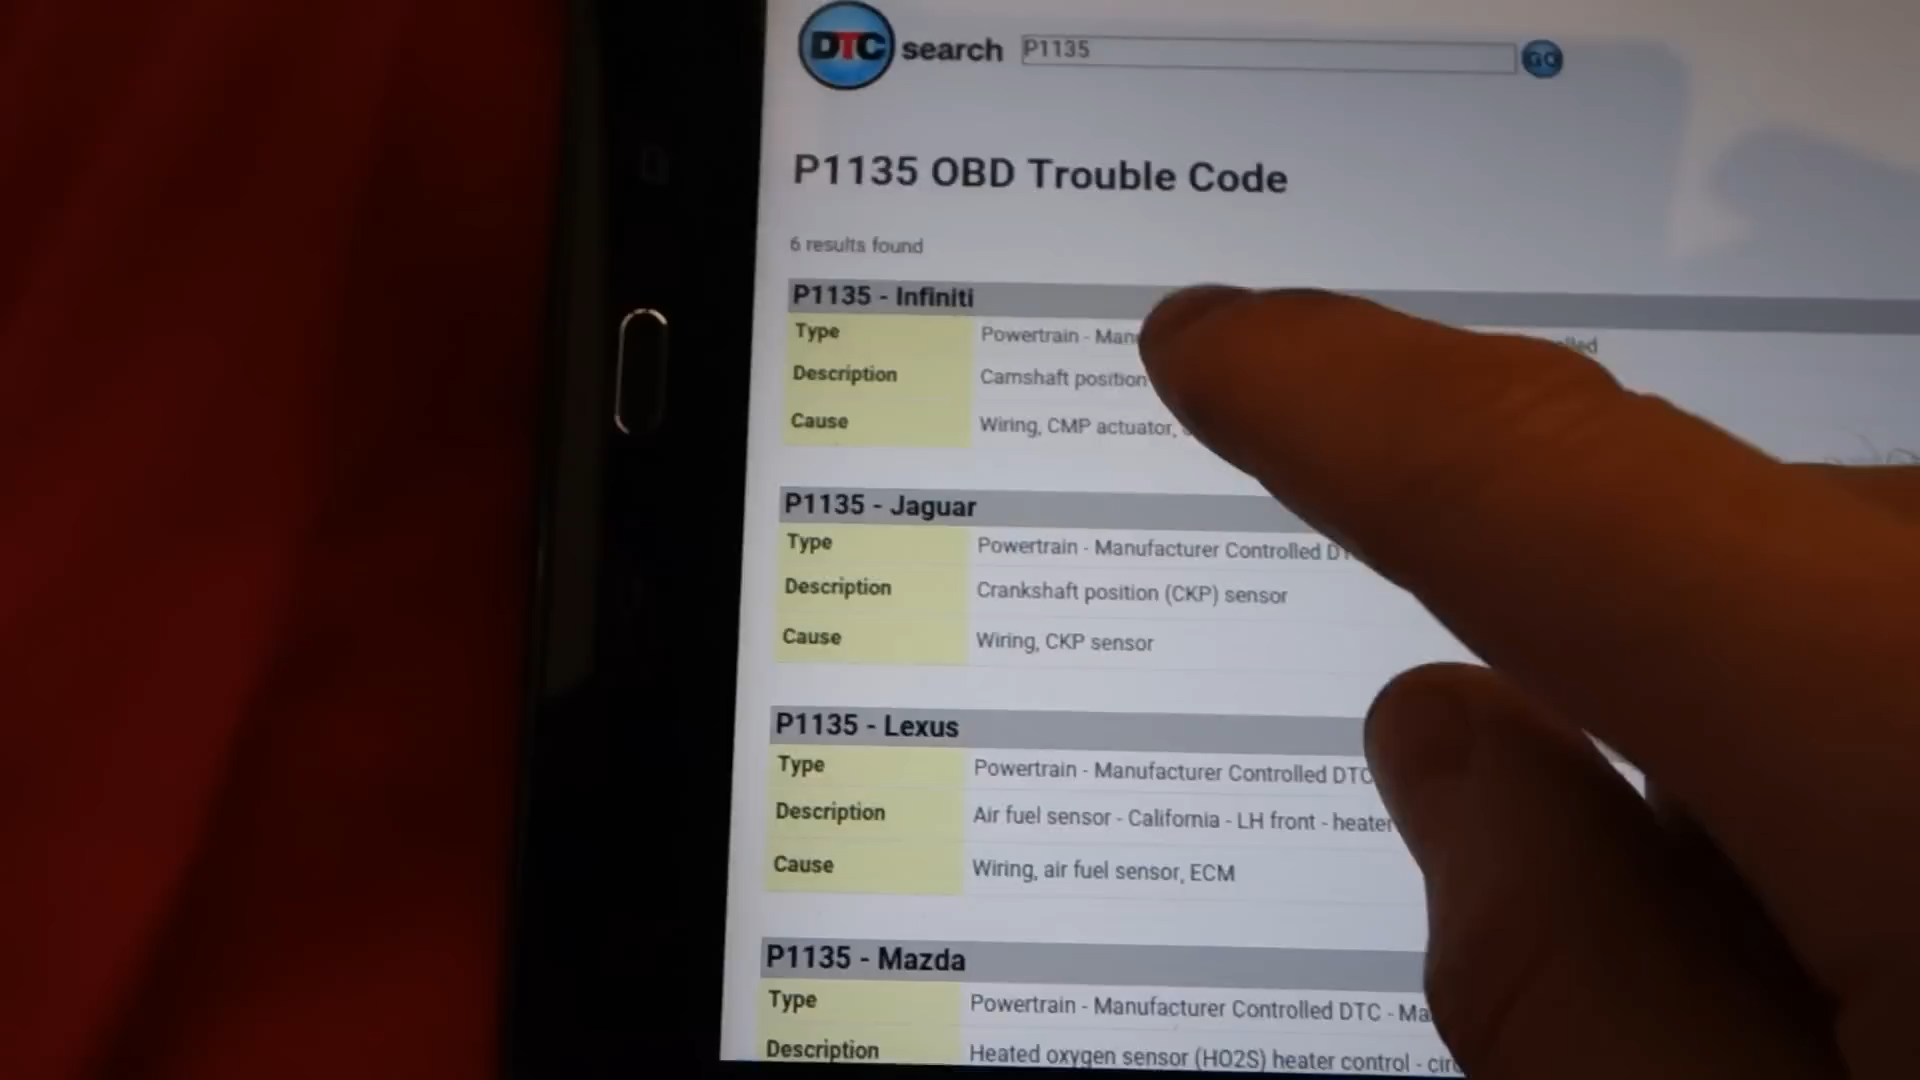 DTC search P1135 GO
P1135 OBD Trouble Code
6 results found
P1135 - Infiniti
Type Powertrain -
Description Camshaft position
Cause Wiring, CMP actuator,
P1135 - Jaguar
Type Powertrain - Manufacturer Controlled
Description Crankshaft position (CKP) sensor
Cause Wiring, CKP sensor
P1135 - Lexus
Type Powertrain - Manufacturer Controlled DTC
Description Air fuel sensor - California - LH front - heater
Cause Wiring, air fuel sensor, ECM
P1135 - Mazda
Type Powertrain - Manufacturer Controlled DTC -
Description Heated oxygen sensor (HO2S) heater control -